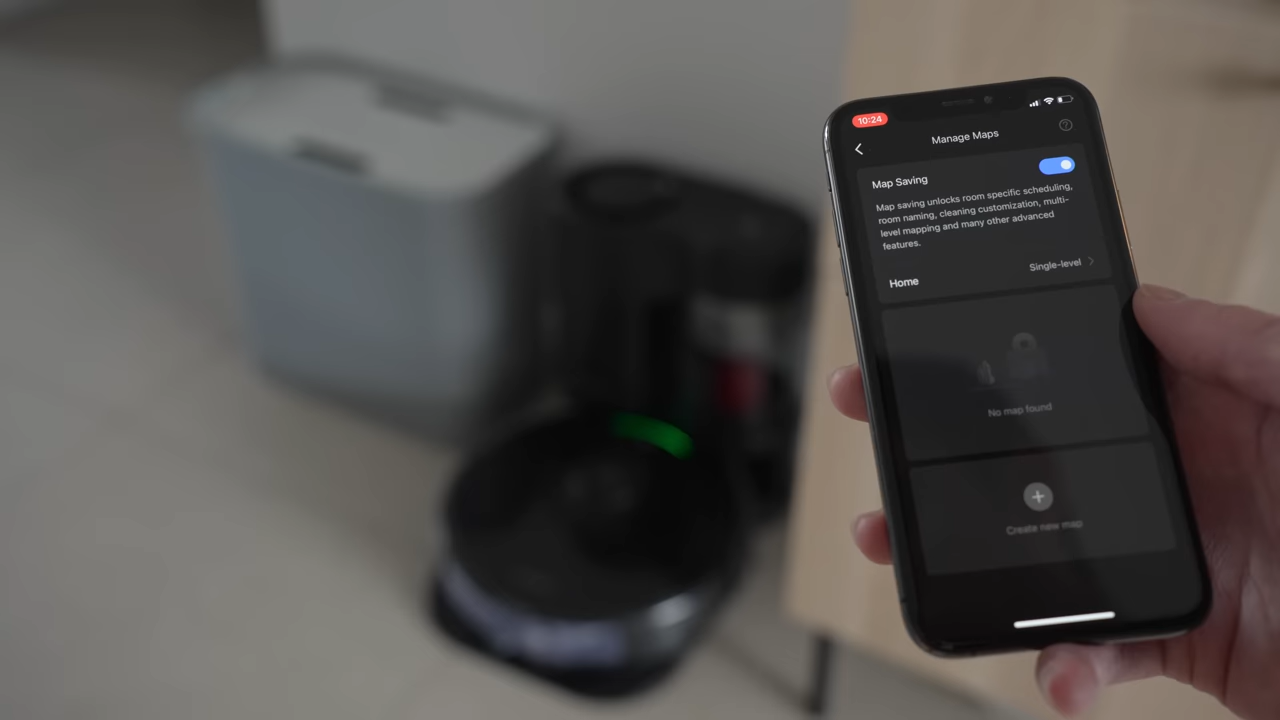 10:24
Manage Maps
Map Saving
Map saving unlocks room specific scheduling,
room naming, cleaning customization, multi-
level mapping and many other advanced
features.
Home Single-level
No map found
Create new map